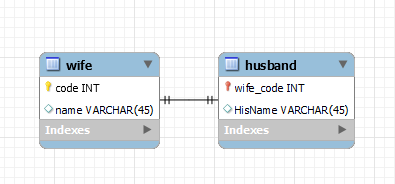 wife
code INT
name VARCHAR(45)
Indexes
husband
wife_code INT
HisName VARCHAR(45)
Indexes